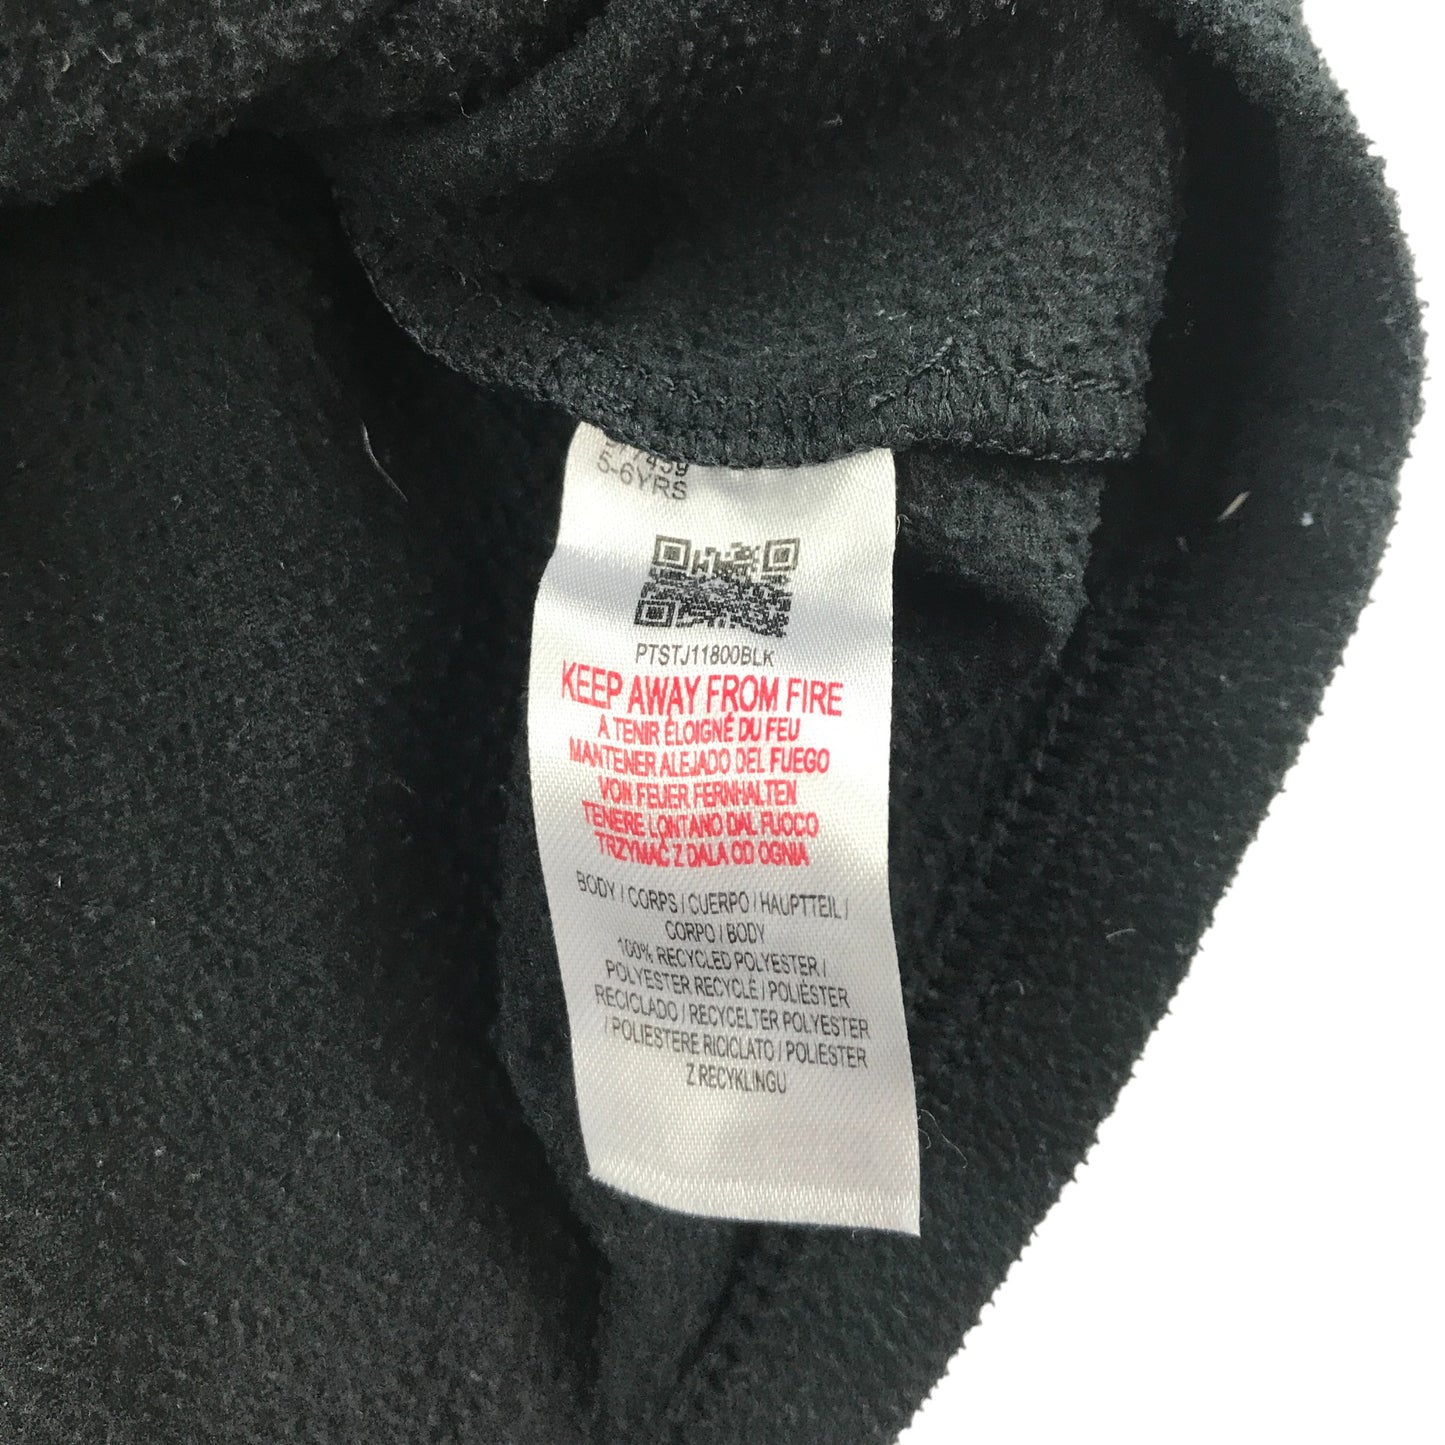 5-6YRS
PTSTJ11800BLK
KEEP AWAY FROM FIRE
A TENIR ÉLOIGNÉ DU FEU
MANTENER ALEJADO DEL FUEGO
VON FEUER FERNHALTEN
TENERE LONTANO DAL FUOCO
TRZYMAĆ Z DALA OD OGNIA
BODY / CORPS / CUERPO / HAUPTTEIL /
CORPO / BODY
100% RECYCLED POLYESTER /
POLYESTER RECYCLÉ / POLIÉSTER
RECICLADO / RECYCELTER POLYESTER
/ POLIESTERE RICICLATO / POLIESTER
Z RECYKLINGU